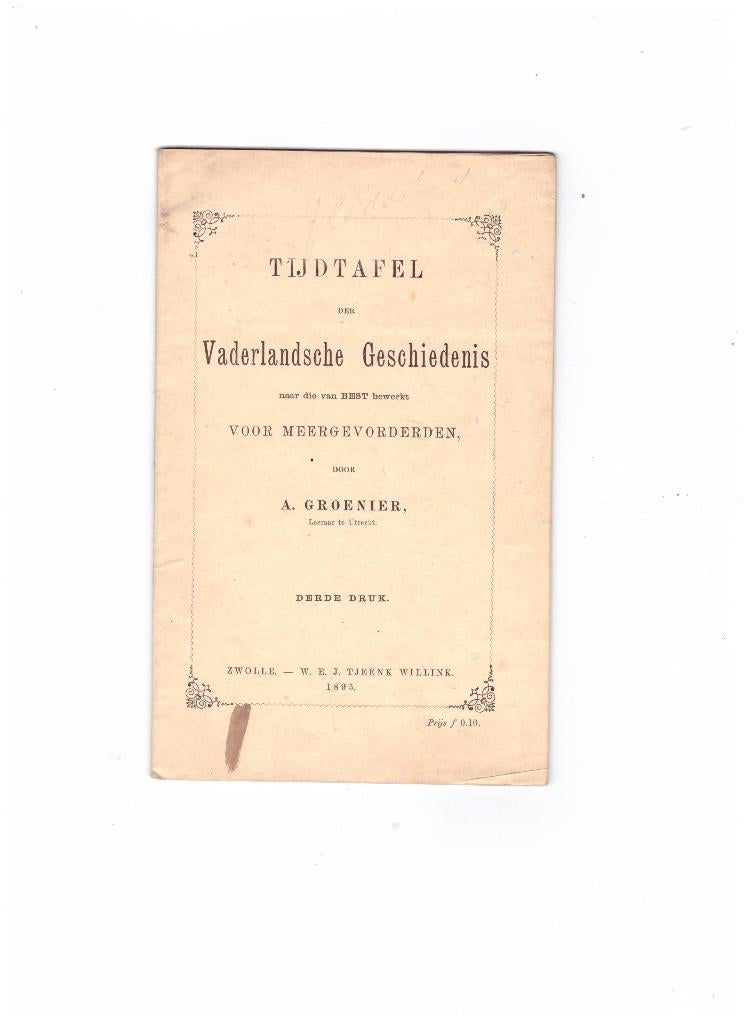 TIJDTAFEL
DER
Vaderlandsche Geschiedenis
naar die van BEST bewerkt
VOOR MEERGEVORDERDEN,
DOOR
A. GROENIER,
Leeraar te Utrecht.
DERDE DRUK.
ZWOLLE. — W. E. J. TJEENK WILLINK.
1895.
Prijs ƒ 0.10.